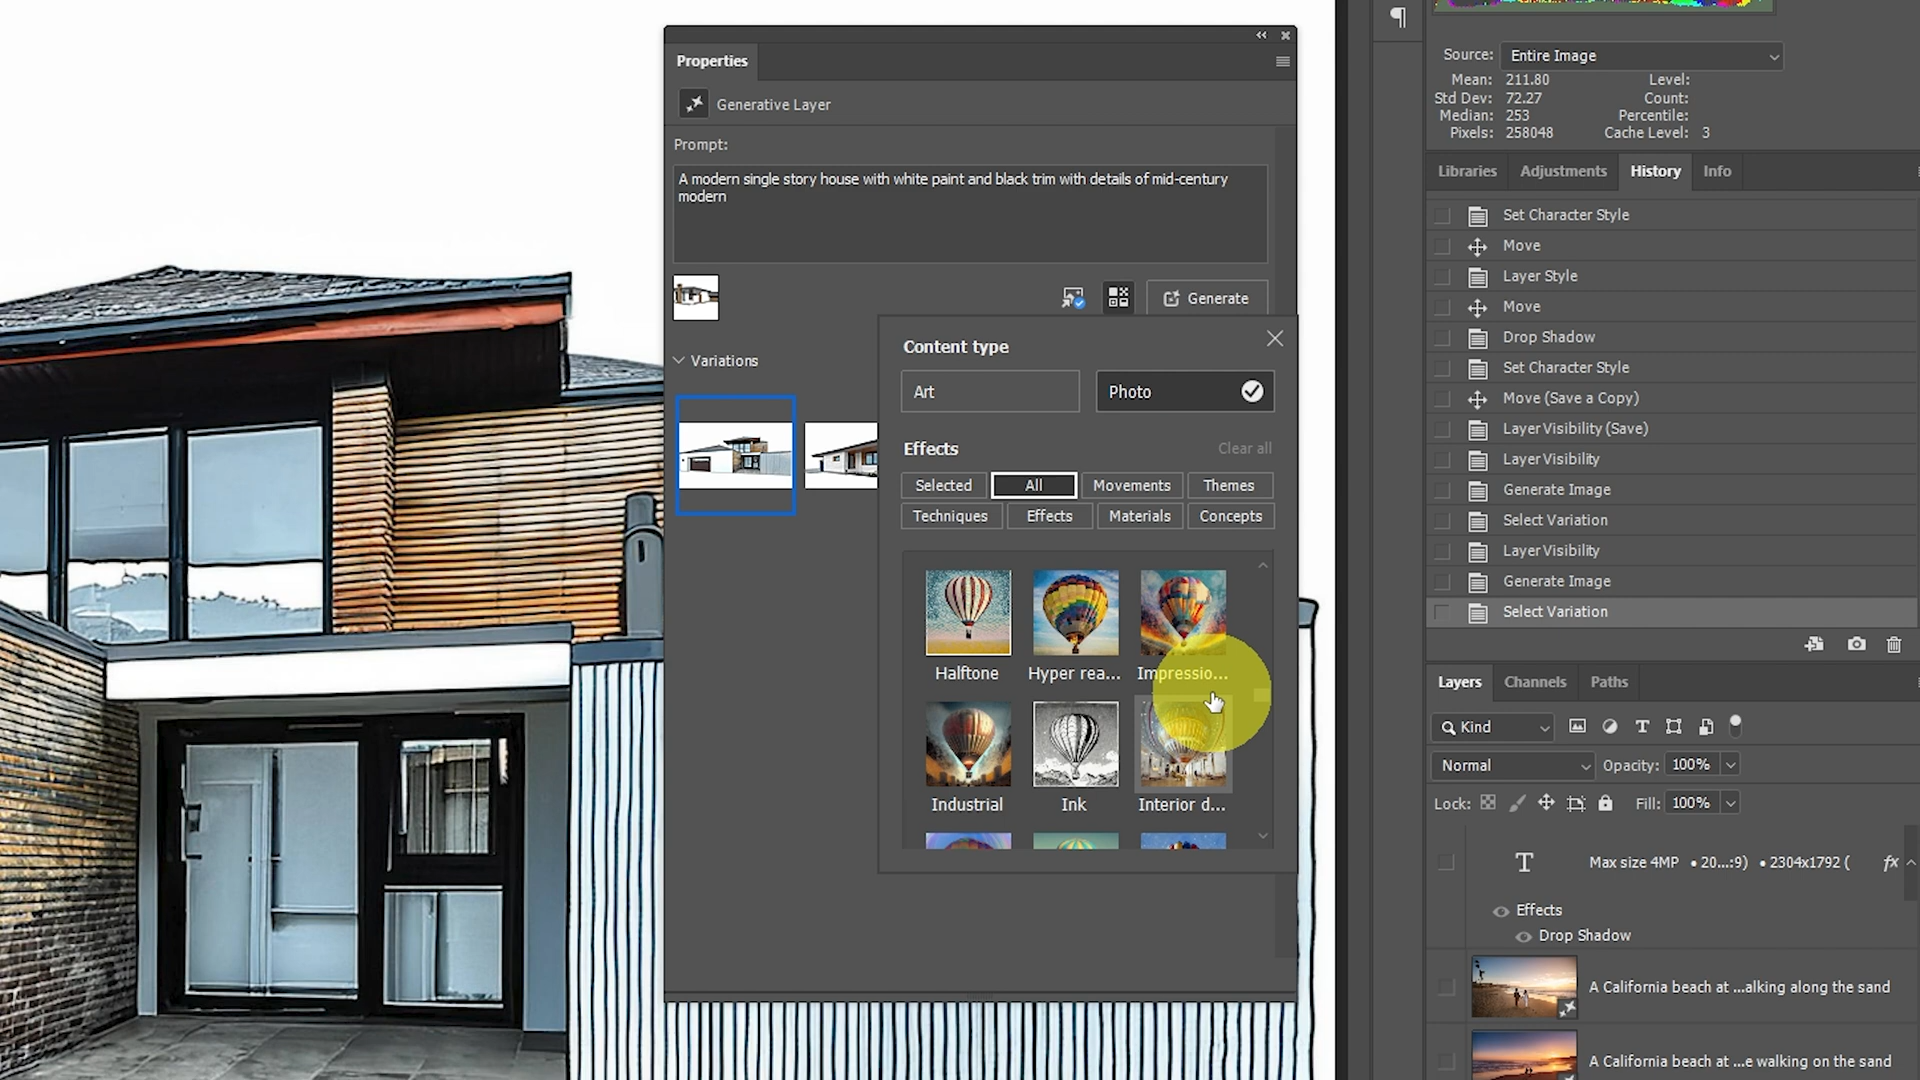 Properties
Generative Layer
Prompt:
A modern single story house with white paint and black trim with details of mid-century
modern
Generate
Variations
Content type
Art
Photo
Effects
Clear all
Selected
All
Movements
Themes
Techniques
Effects
Materials
Concepts
Halftone
Hyper rea...
Impressio...
Industrial
Ink
Interior d...
Source: Entire Image
Mean: 211.80
Level:
Std Dev: 72.27
Count:
Median: 253
Percentile:
Pixels: 258048
Cache Level: 3
Libraries
Adjustments
History
Info
Set Character Style
Move
Layer Style
Move
Drop Shadow
Set Character Style
Move (Save a Copy)
Layer Visibility (Save)
Layer Visibility
Generate Image
Select Variation
Layer Visibility
Generate Image
Select Variation
Layers
Channels
Paths
Kind
Normal
Opacity: 100%
Lock:
Fill: 100%
Max size 4MP • 20...:9) • 2304x1792 (
fx
Effects
Drop Shadow
A California beach at ...alking along the sand
A California beach at ...e walking on the sand